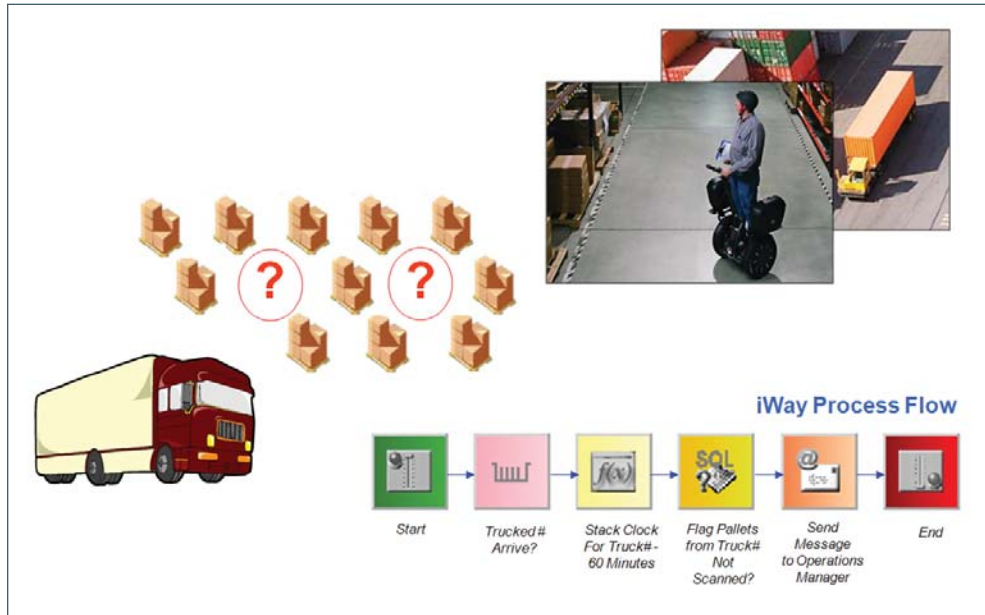 ?
?
iWay Process Flow
f(x)
SQL
?
@
Start
Trucked #
Arrive?
Stack Clock
For Truck# -
60 Minutes
Flag Pallets
from Truck#
Not
Scanned?
Send
Message
to Operations
Manager
End